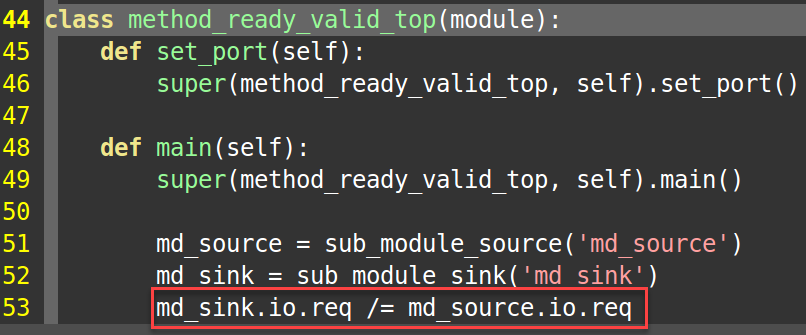 44 class method_ready_valid_top(module):
45     def set_port(self):
46         super(method_ready_valid_top, self).set_port()
47
48     def main(self):
49         super(method_ready_valid_top, self).main()
50
51         md_source = sub_module_source('md_source')
52         md_sink = sub_module_sink('md_sink')
53         md_sink.io.req /= md_source.io.req